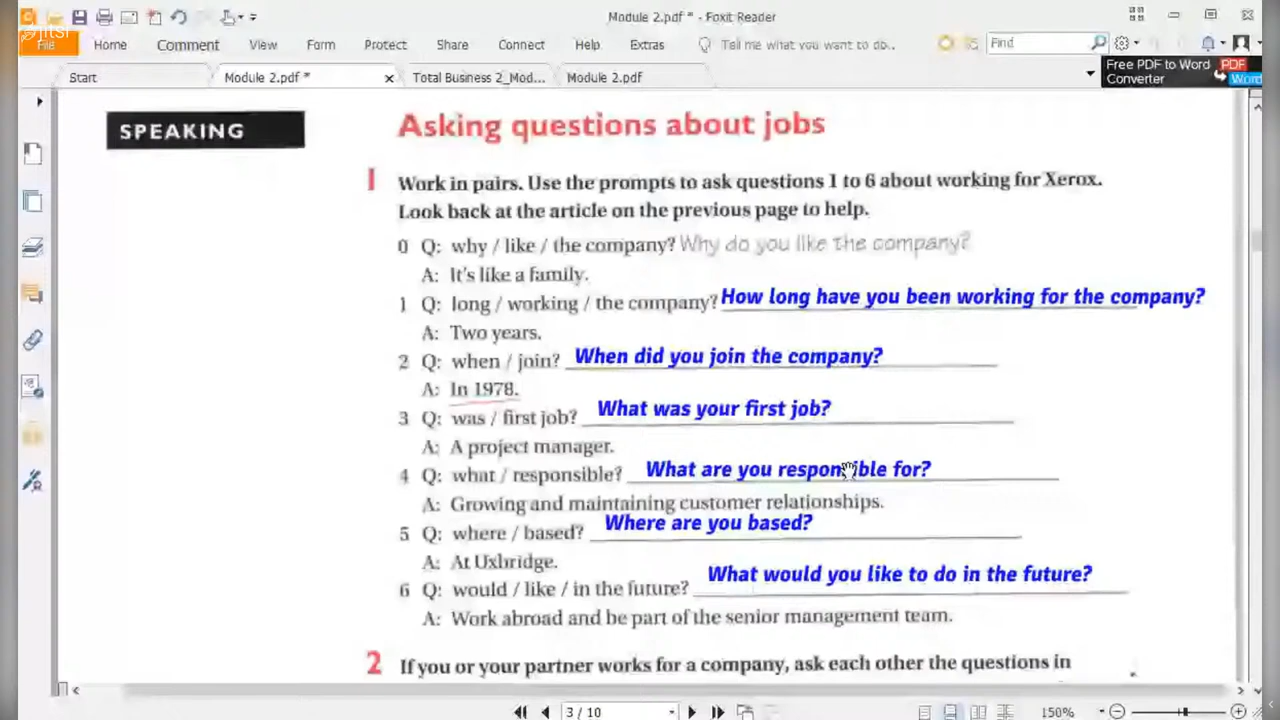 Module 2.pdf * - Foxit Reader
jitsi
File Home Comment View Form Protect Share Connect Help Extras Tell me what you want to do.. Find
Start Module 2.pdf * Total Business 2_Mod... Module 2.pdf
Free PDF to Word Converter PDF Word
SPEAKING
Asking questions about jobs
1 Work in pairs. Use the prompts to ask questions 1 to 6 about working for Xerox.
Look back at the article on the previous page to help.
0 Q: why / like / the company? Why do you like the company?
A: It's like a family.
1 Q: long / working / the company? How long have you been working for the company?
A: Two years.
2 Q: when / join? When did you join the company?
A: In 1978.
3 Q: was / first job? What was your first job?
A: A project manager.
4 Q: what / responsible? What are you responsible for?
A: Growing and maintaining customer relationships.
5 Q: where / based? Where are you based?
A: At Uxbridge.
6 Q: would / like / in the future? What would you like to do in the future?
A: Work abroad and be part of the senior management team.
2 If you or your partner works for a company, ask each other the questions in
3 / 10 150%